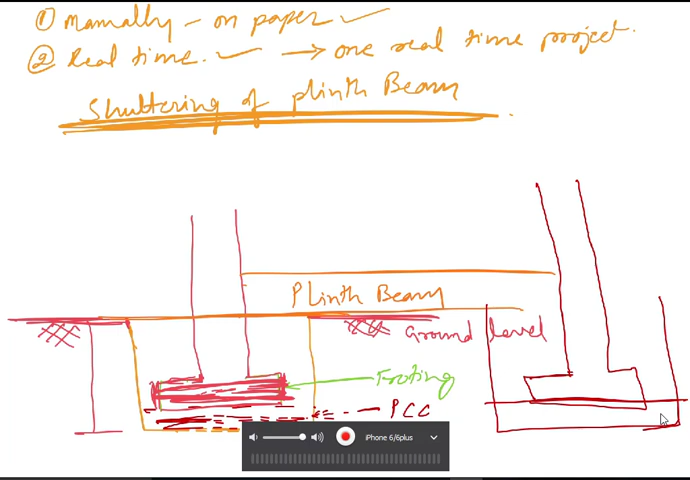 ① Manually - on paper
② Real time. → one real time project.
Shuttering of plinth Beam
Plinth Beam
Ground level
Footing
PCC
iPhone 6/6plus